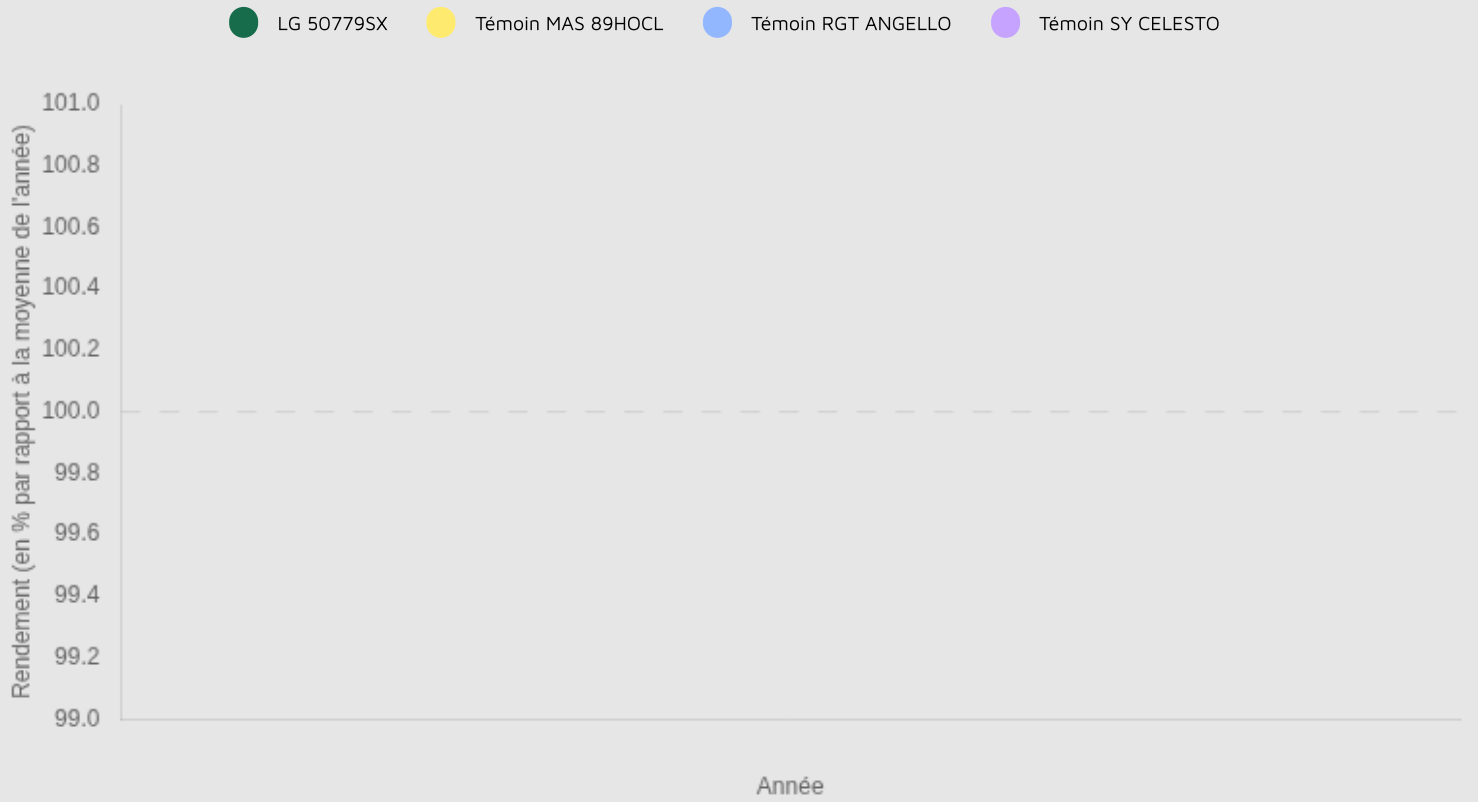 LG 50779SX
Témoin MAS 89HOCL
Témoin RGT ANGELLO
Témoin SY CELESTO
Rendement (en % par rapport à la moyenne de l'année)
101.0
100.8
100.6
100.4
100.2
100.0
99.8
99.6
99.4
99.2
99.0
Année